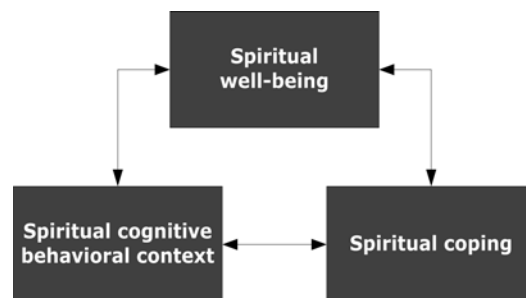 Spiritual
well-being
Spiritual cognitive
behavioral context
Spiritual coping